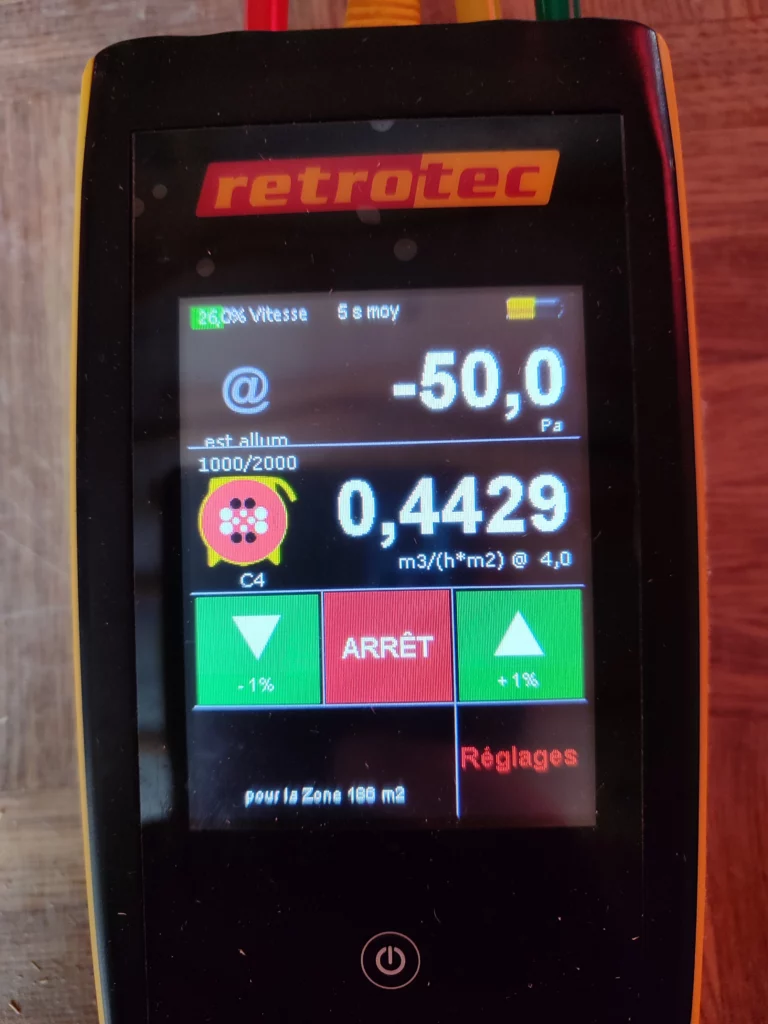 retrotec
26,0% Vitesse 5 s moy
@ -50,0
Pa
est allum
1000/2000
0,4429
m3/(h*m2) @ 4,0
C4
-1% ARRÊT +1%
Réglages
pour la Zone 186 m2